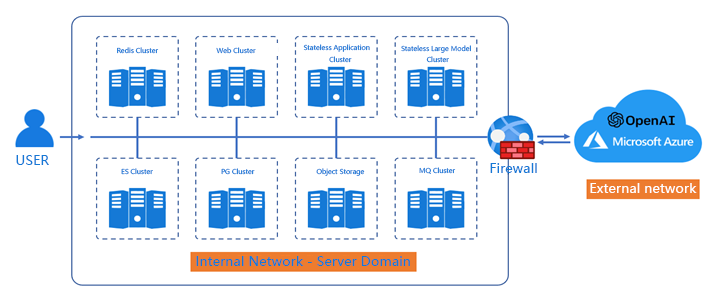 Redis Cluster
Web Cluster
Stateless Application
Cluster
Stateless Large Model
Cluster
USER
OpenAI
Microsoft Azure
Firewall
ES Cluster
PG Cluster
Object Storage
MQ Cluster
External network
Internal Network - Server Domain